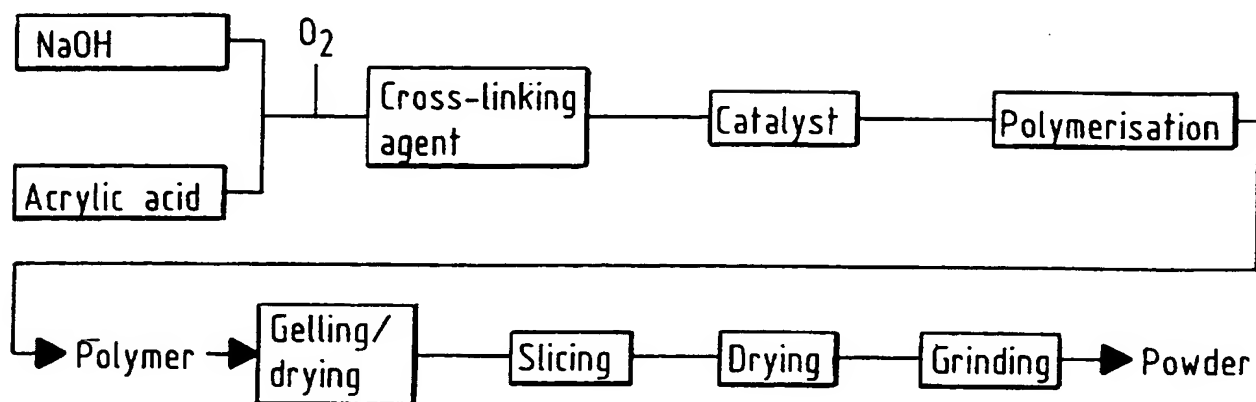 NaOH
O2
Cross-linking
agent
Catalyst
Polymerisation
Acrylic acid
Polymer
Gelling/
drying
Slicing
Drying
Grinding
Powder